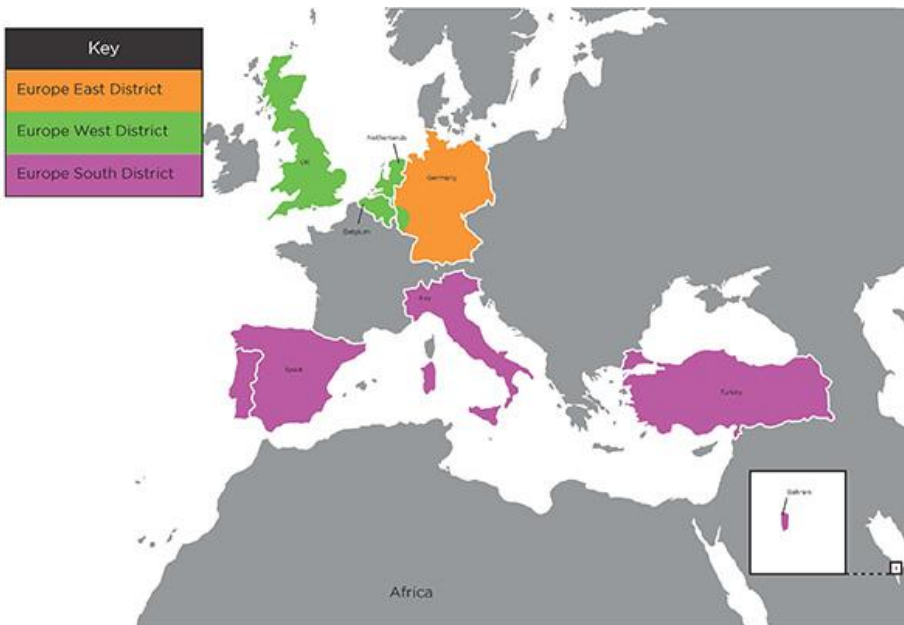 Key
Europe East District
Europe West District
Europe South District
Netherlands
UK
Germany
Belgium
Italy
Spain
Turkey
Bahrain
Africa